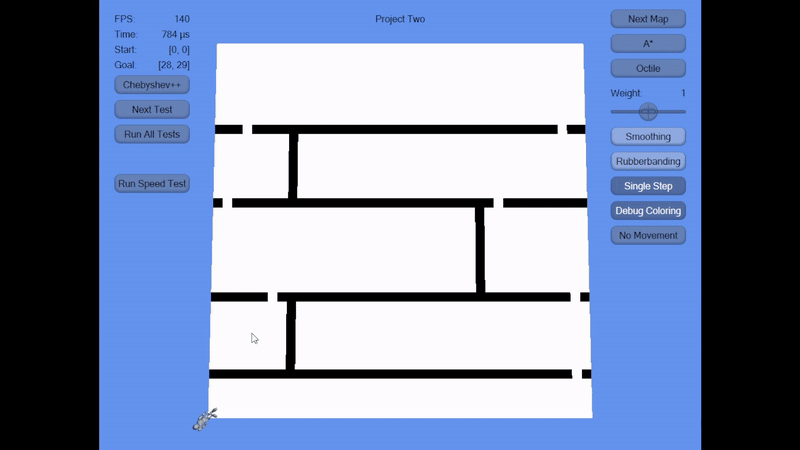 Project Two
FPS: 140
Time: 784 µs
Start: [0, 0]
Goal: [28, 29]
Chebyshev++
Next Test
Run All Tests
Run Speed Test
Next Map
A*
Octile
Weight: 1
Smoothing
Rubberbanding
Single Step
Debug Coloring
No Movement